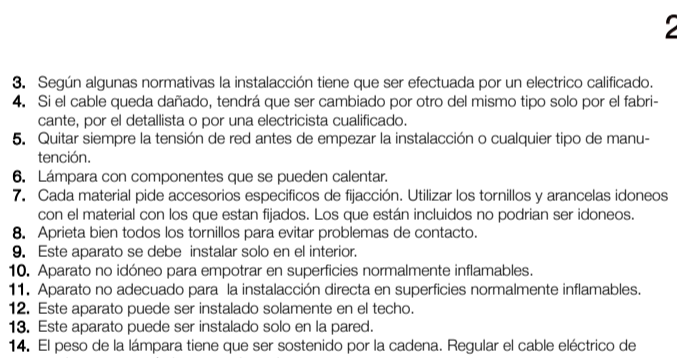 3. Según algunas normativas la instalacción tiene que ser efectuada por un electrico calificado.
4. Si el cable queda dañado, tendrá que ser cambiado por otro del mismo tipo solo por el fabri-
cante, por el detallista o por una electricista cualificado.
5. Quitar siempre la tensión de red antes de empezar la instalacción o cualquier tipo de manu-
tención.
6. Lámpara con componentes que se pueden calentar.
7. Cada material pide accesorios especificos de fijacción. Utilizar los tornillos y arancelas idoneos
con el material con los que estan fijados. Los que están incluidos no podrian ser idoneos.
8. Aprieta bien todos los tornillos para evitar problemas de contacto.
9. Este aparato se debe instalar solo en el interior.
10. Aparato no idóneo para empotrar en superficies normalmente inflamables.
11. Aparato no adecuado para la instalacción directa en superficies normalmente inflamables.
12. Este aparato puede ser instalado solamente en el techo.
13. Este aparato puede ser instalado solo en la pared.
14. El peso de la lámpara tiene que ser sostenido por la cadena. Regular el cable eléctrico de